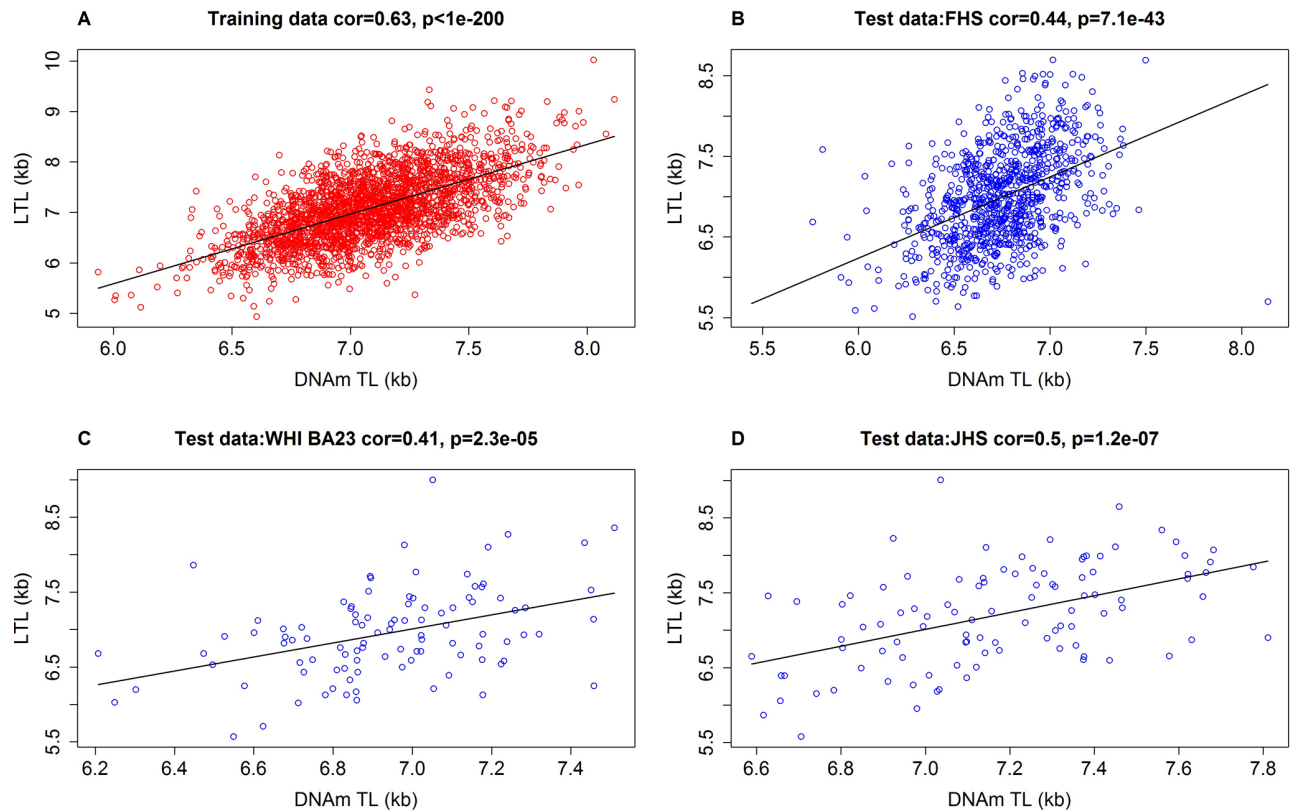 A Training data cor=0.63, p<1e-200
LTL (kb)
10
9
8
7
6
5
6.0 6.5 7.0 7.5 8.0
DNAm TL (kb)
B Test data:FHS cor=0.44, p=7.1e-43
LTL (kb)
8.5
7.5
6.5
5.5
5.5 6.0 6.5 7.0 7.5 8.0
DNAm TL (kb)
C Test data:WHI BA23 cor=0.41, p=2.3e-05
LTL (kb)
8.5
7.5
6.5
5.5
6.2 6.4 6.6 6.8 7.0 7.2 7.4
DNAm TL (kb)
D Test data:JHS cor=0.5, p=1.2e-07
LTL (kb)
8.5
7.5
6.5
5.5
6.6 6.8 7.0 7.2 7.4 7.6 7.8
DNAm TL (kb)